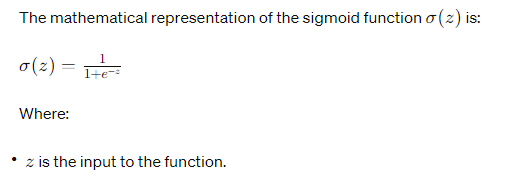 The mathematical representation of the sigmoid function σ(z) is:
σ(z) = 1/(1+e^{-z})
Where:
• z is the input to the function.